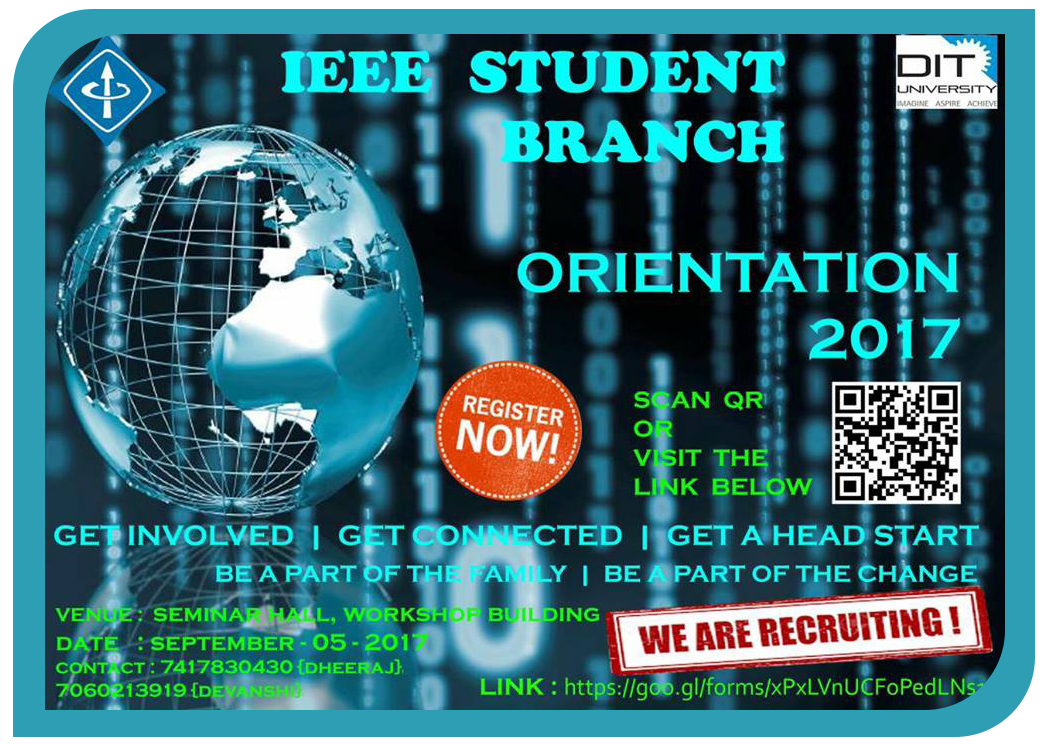 IEEE STUDENT
BRANCH
DIT
UNIVERSITY
IMAGINE ASPIRE ACHIEVE
ORIENTATION
2017
REGISTER
NOW!
SCAN QR
OR
VISIT THE
LINK BELOW
GET INVOLVED | GET CONNECTED | GET A HEAD START
BE A PART OF THE FAMILY | BE A PART OF THE CHANGE
VENUE : SEMINAR HALL, WORKSHOP BUILDING
DATE : SEPTEMBER - 05 - 2017
CONTACT : 7417830430 {DHEERAJ}
7060213919 {DEVANSHI}
WE ARE RECRUITING !
LINK : https://goo.gl/forms/xPxLVnUCFoPedLNs